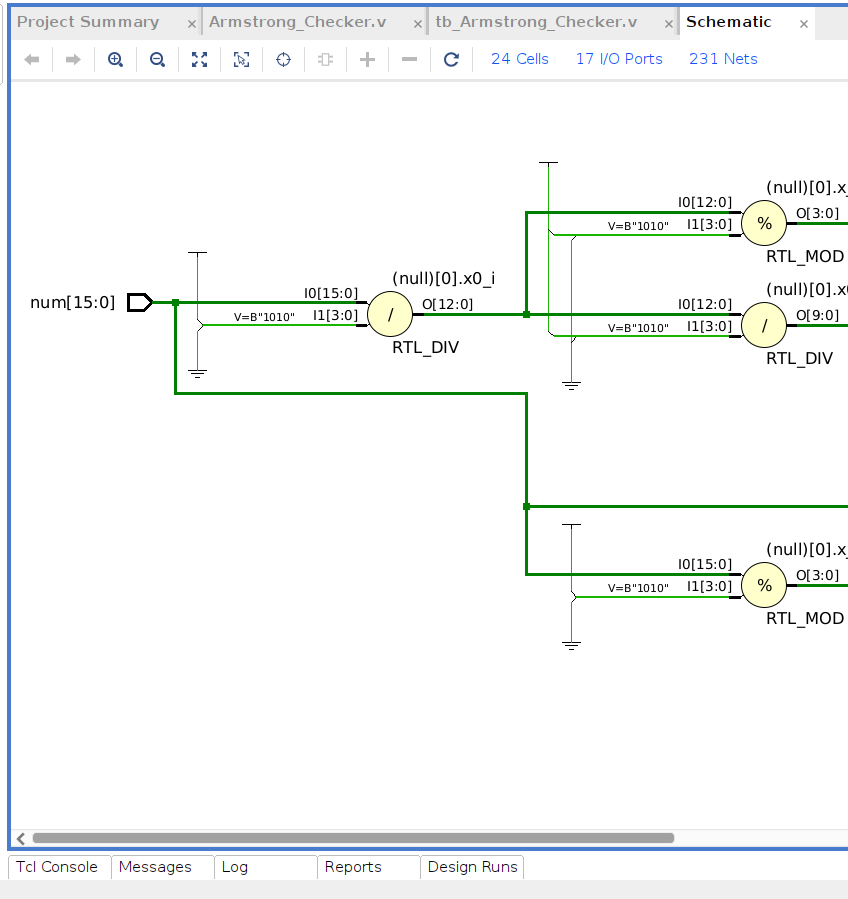 Project Summary × Armstrong_Checker.v × tb_Armstrong_Checker.v × Schematic ×
24 Cells 17 I/O Ports 231 Nets
(null)[0].x_
I0[12:0] O[3:0]
V=B"1010" I1[3:0] %
RTL_MOD
(null)[0].x0_i (null)[0].x0
num[15:0] I0[15:0] O[12:0] I0[12:0] O[9:0]
V=B"1010" I1[3:0] / V=B"1010" I1[3:0] /
RTL_DIV RTL_DIV
(null)[0].x_
I0[15:0] O[3:0]
V=B"1010" I1[3:0] %
RTL_MOD
Tcl Console Messages Log Reports Design Runs